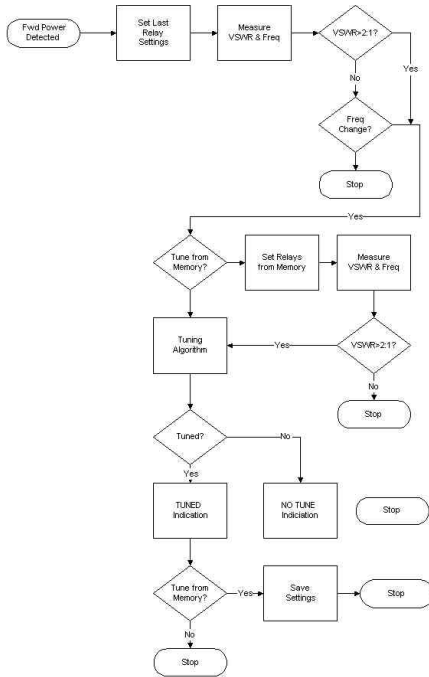 Fwd Power
Detected
Set Last
Relay
Settings
Measure
VSWR & Freq
VSWR>2:1?
Yes
No
Freq
Change?
Stop
Yes
Tune from
Memory?
Set Relays
from Memory
Measure
VSWR & Freq
Tuning
Algorithm
Yes
VSWR>2:1?
No
Stop
Tuned?
No
Yes
TUNED
Indication
NO TUNE
Indiciation
Stop
Tune from
Memory?
Yes
Save
Settings
Stop
No
Stop